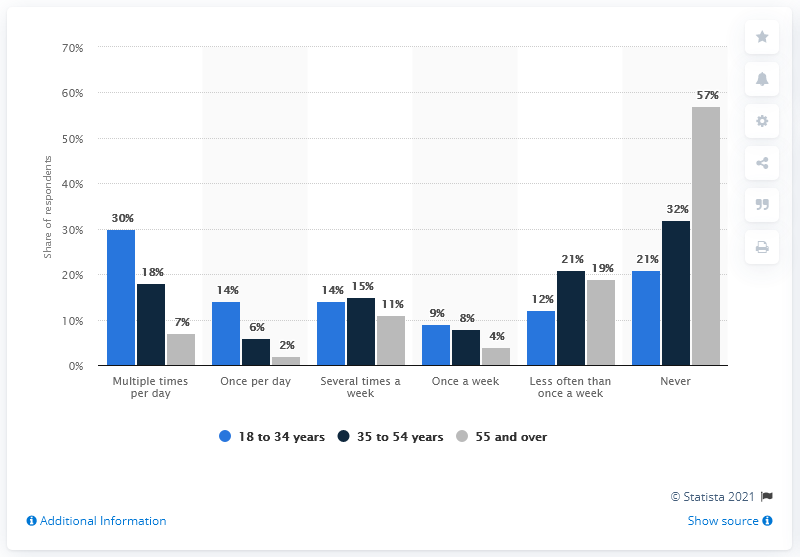 70%
60%
50%
40%
30%
20%
10%
0%
Share of respondents
30%
18%
7%
14%
6%
2%
14%
15%
11%
9%
8%
4%
12%
21%
19%
21%
32%
57%
Multiple times
per day
Once per day
Several times a
week
Once a week
Less often than
once a week
Never
18 to 34 years
35 to 54 years
55 and over
© Statista 2021
Additional Information
Show source